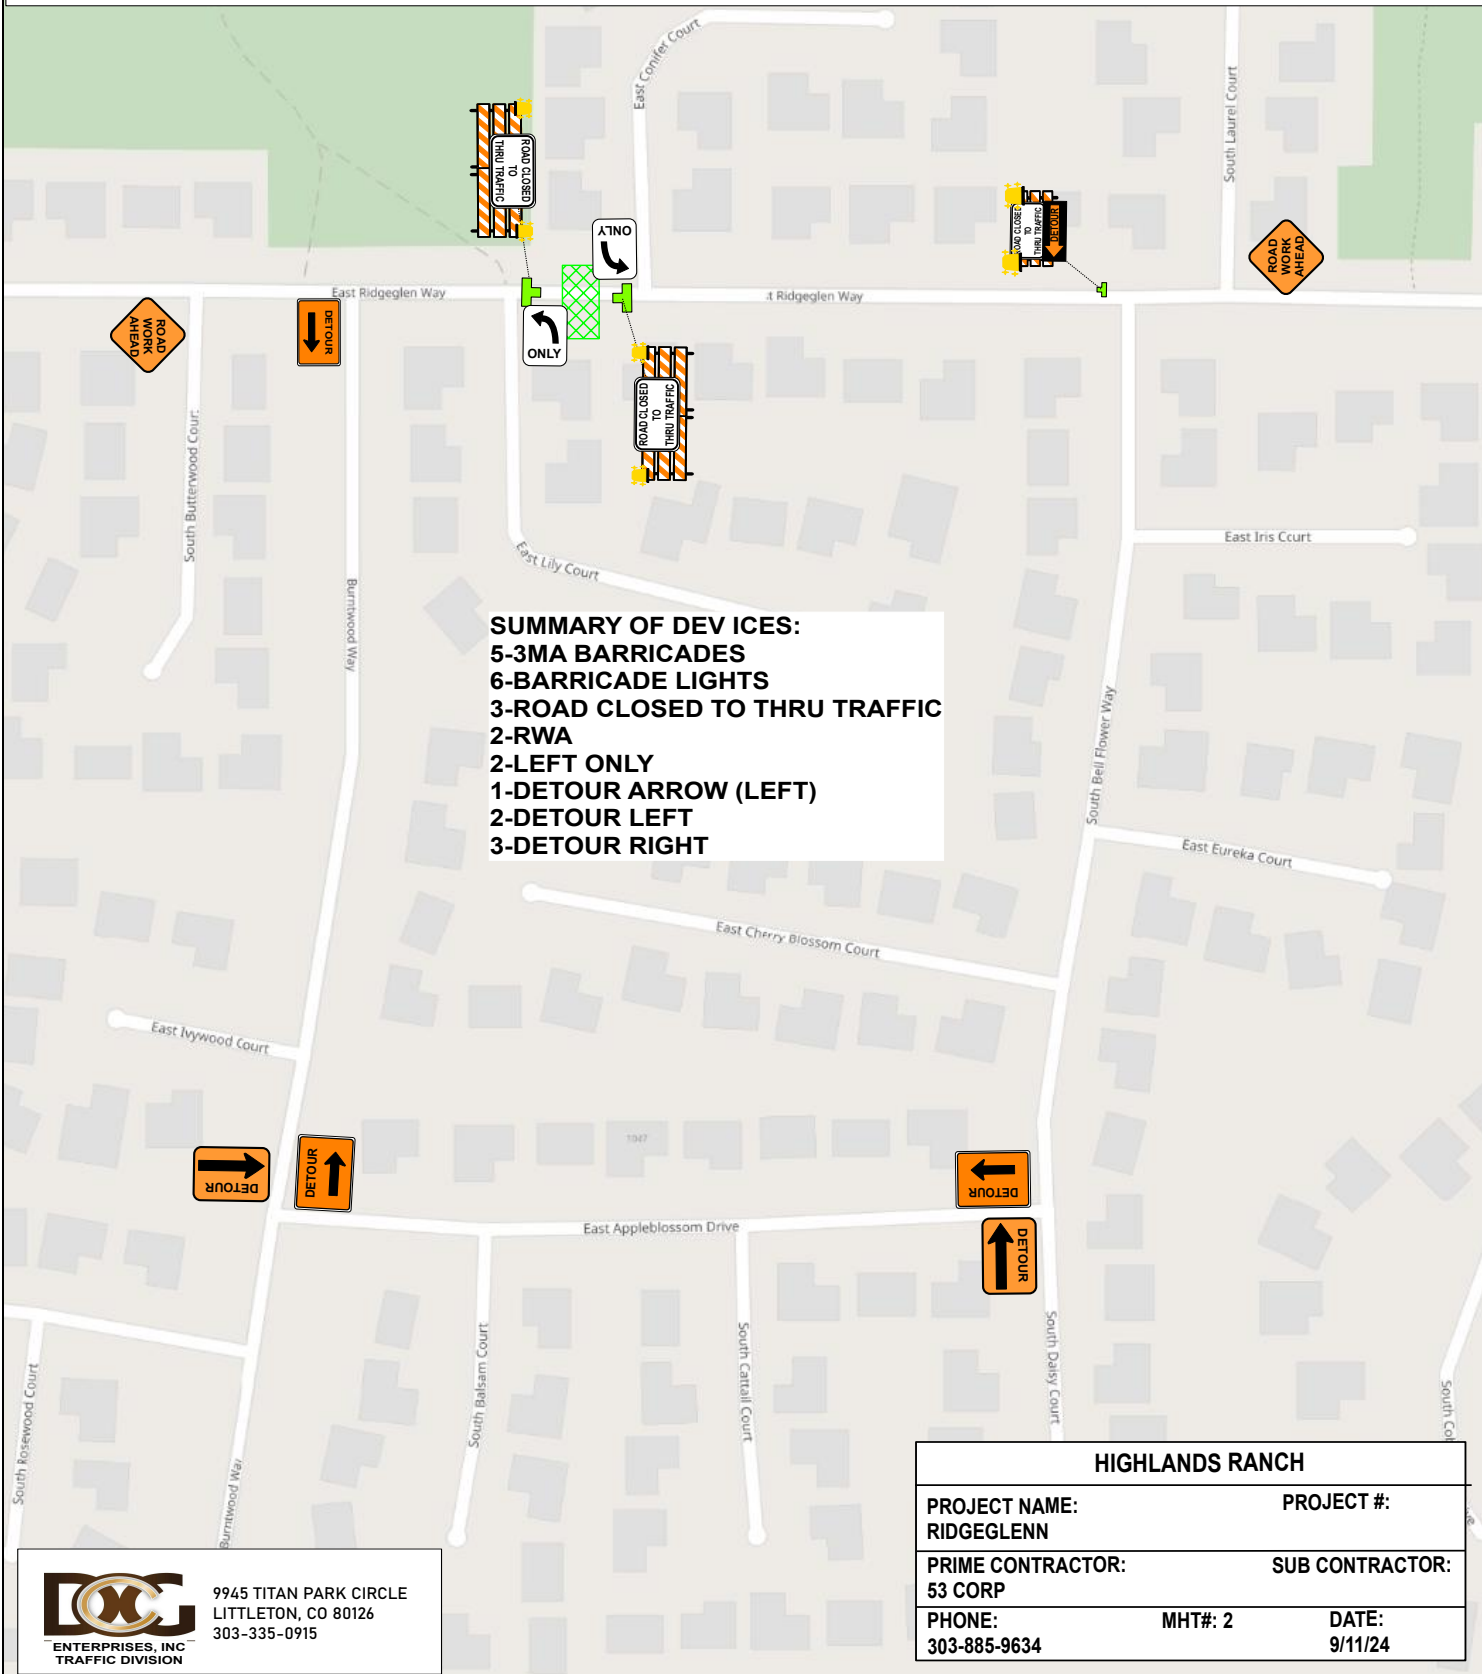 East Conifer Court
South Laurel Court
ROAD CLOSED
TO
THRU TRAFFIC
ONLY
ROAD CLOSED
TO
THRU TRAFFIC
DETOUR
ROAD
WORK
AHEAD
East Ridgeglen Way
t Ridgeglen Way
ROAD
WORK
AHEAD
DETOUR
ONLY
ROAD CLOSED
TO
THRU TRAFFIC
South Butterwood Cour
East Iris Court
East Lily Court
Burntwood Way
SUMMARY OF DEV ICES:
5-3MA BARRICADES
6-BARRICADE LIGHTS
3-ROAD CLOSED TO THRU TRAFFIC
2-RWA
2-LEFT ONLY
1-DETOUR ARROW (LEFT)
2-DETOUR LEFT
3-DETOUR RIGHT
South Bell Flower Way
East Eureka Court
East Cherry Blossom Court
East Ivywood Court
1047
DETOUR
DETOUR
DETOUR
DETOUR
East Appleblossom Drive
South Rosewood Court
Burntwood Wa
South Balsam Court
South Cattail Court
South Daisy Court
South Co
HIGHLANDS RANCH
PROJECT NAME: PROJECT #:
RIDGEGLENN
PRIME CONTRACTOR: SUB CONTRACTOR:
53 CORP
PHONE: MHT#: 2 DATE:
303-885-9634 9/11/24
DCG
ENTERPRISES, INC
TRAFFIC DIVISION
9945 TITAN PARK CIRCLE
LITTLETON, CO 80126
303-335-0915